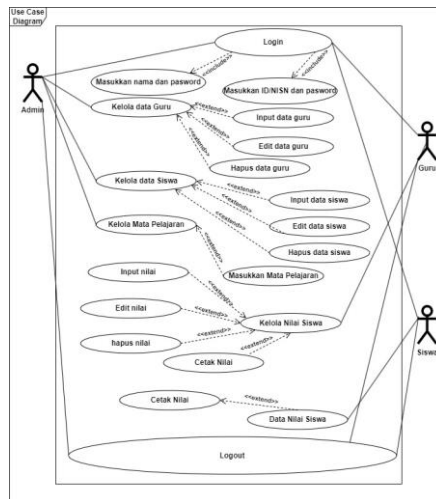 Use Case
Diagram
Login
<<include>>
<<include>>
Masukkan nama dan pasword
Masukkan ID/NISN dan pasword
Admin
Kelola data Guru
<<extend>>
Input data guru
<<extend>>
Edit data guru
Guru
<<extend>>
Hapus data guru
Kelola data Siswa
<<extend>>
Input data siswa
<<extend>>
Edit data siswa
Kelola Mata Pelajaran
<<extend>>
Hapus data siswa
<<extend>>
Input nilai
Masukkan Mata Pelajaran
<<extend>>
Edit nilai
<<extend>>
Kelola Nilai Siswa
hapus nilai
<<extend>>
<<extend>>
Cetak Nilai
Siswa
Cetak Nilai
<<extend>>
Data Nilai Siswa
Logout